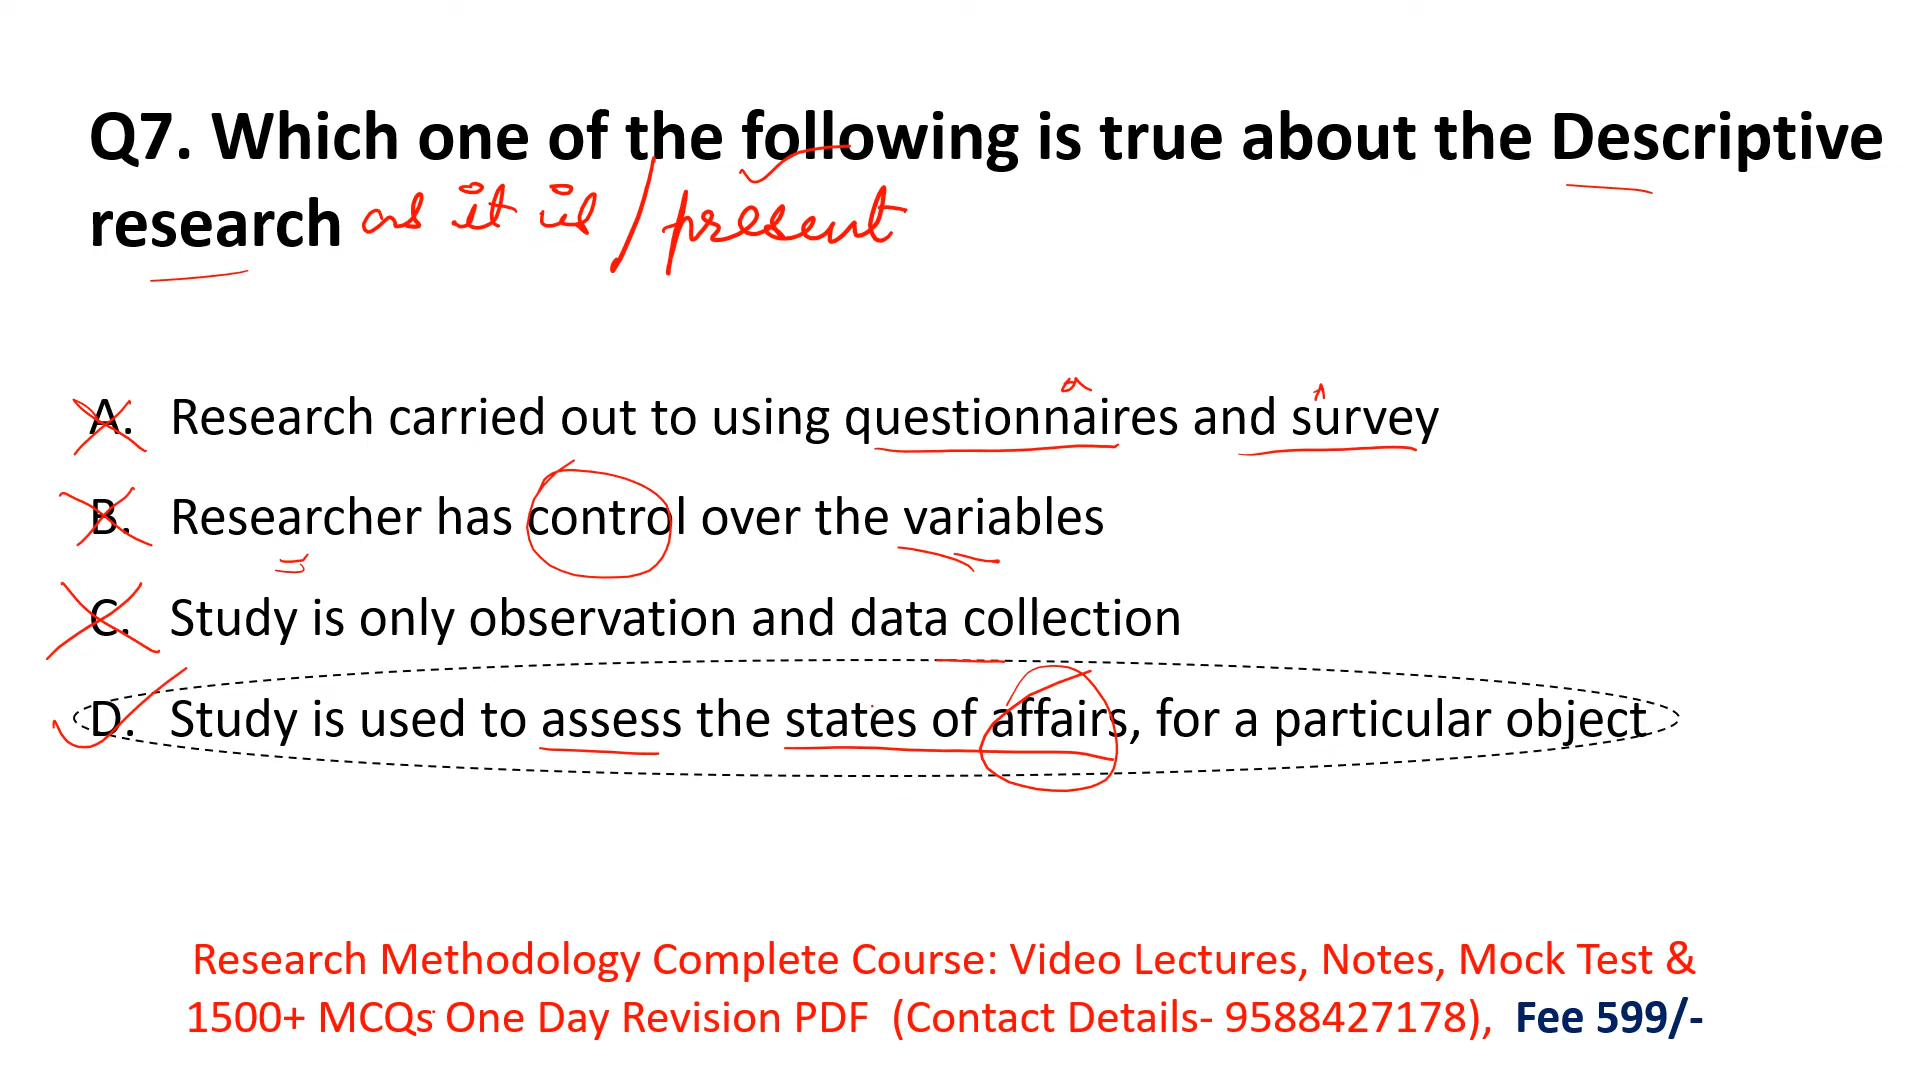 Q7. Which one of the following is true about the Descriptive
research as it is / present
A. Research carried out to using questionnaires and survey
B. Researcher has control over the variables
C. Study is only observation and data collection
D. Study is used to assess the states of affairs, for a particular object
Research Methodology Complete Course: Video Lectures, Notes, Mock Test &
1500+ MCQs One Day Revision PDF (Contact Details- 9588427178), Fee 599/-